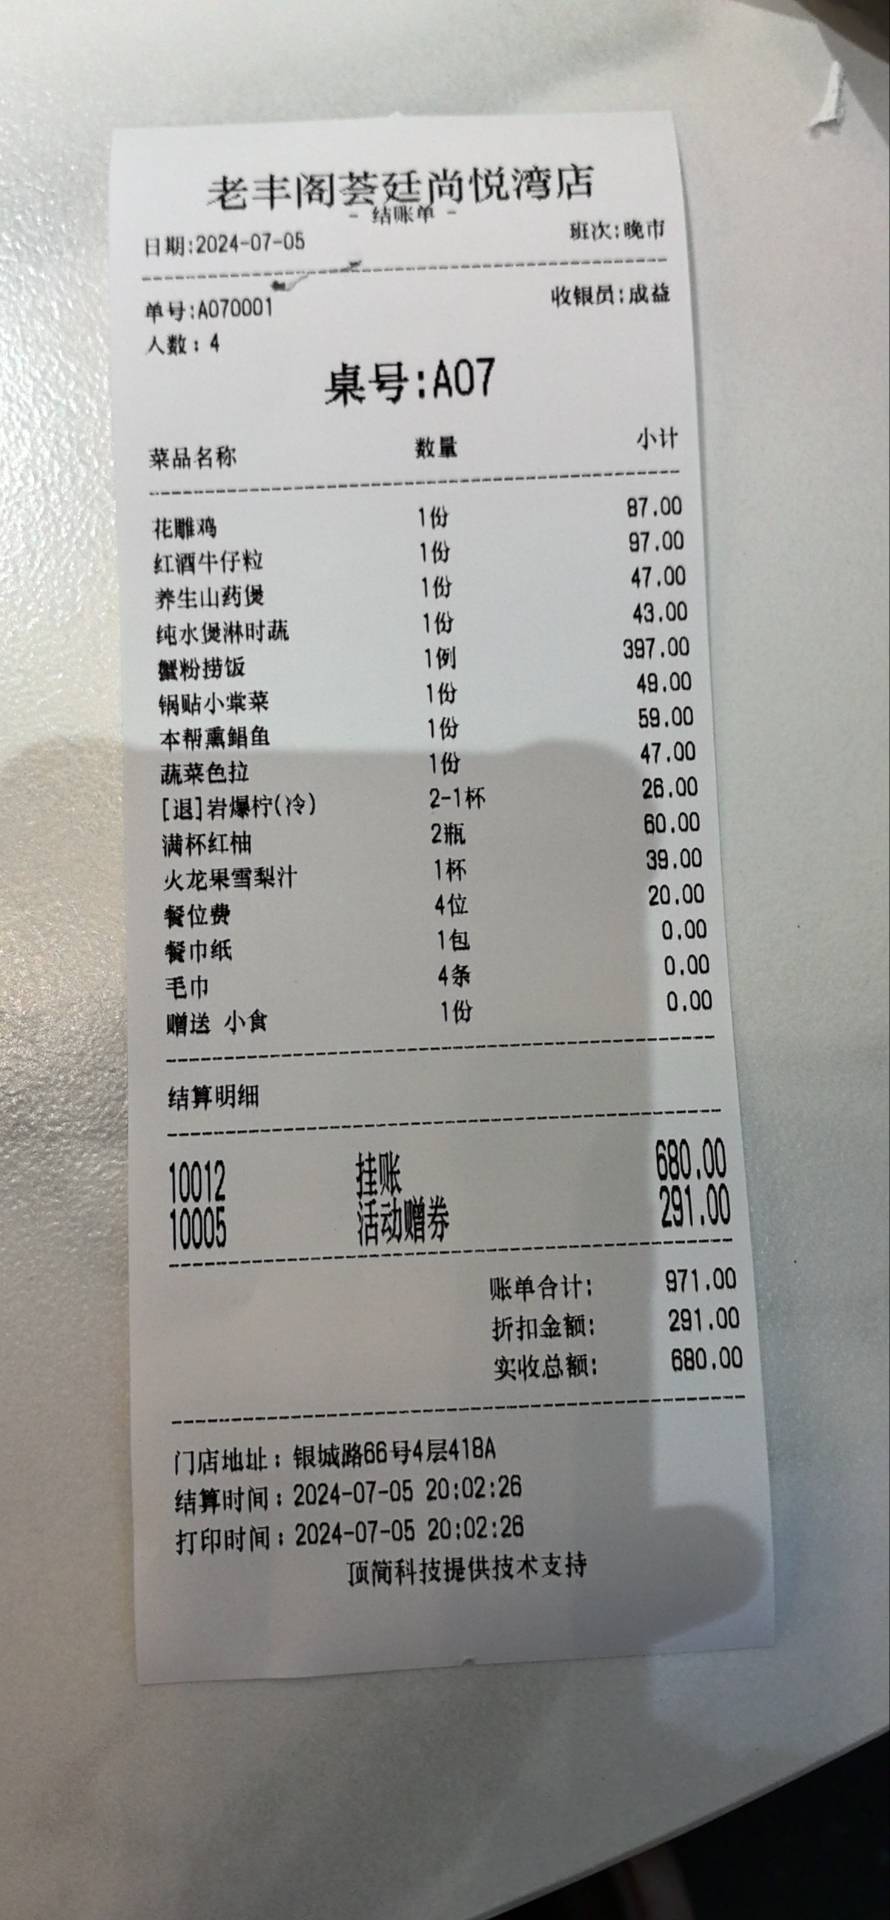 老丰阁荟廷尚悦湾店
- 结账单 -
日期:2024-07-05 班次:晚市
单号:A070001 收银员:成益
人数：4
桌号:A07
菜品名称 数量 小计
花雕鸡 1份 87.00
红酒牛仔粒 1份 97.00
养生山药煲 1份 47.00
纯水煲淋时蔬 1份 43.00
蟹粉捞饭 1例 397.00
锅贴小棠菜 1份 49.00
本帮熏鲳鱼 1份 59.00
蔬菜色拉 1份 47.00
[退]岩爆柠(冷) 2-1杯 26.00
满杯红柚 2瓶 60.00
火龙果雪梨汁 1杯 39.00
餐位费 4位 20.00
餐巾纸 1包 0.00
毛巾 4条 0.00
赠送 小食 1份 0.00
结算明细
10012 挂账 680.00
10005 活动赠券 291.00
账单合计: 971.00
折扣金额: 291.00
实收总额: 680.00
门店地址：银城路66号4层418A
结算时间：2024-07-05 20:02:26
打印时间：2024-07-05 20:02:26
顶简科技提供技术支持